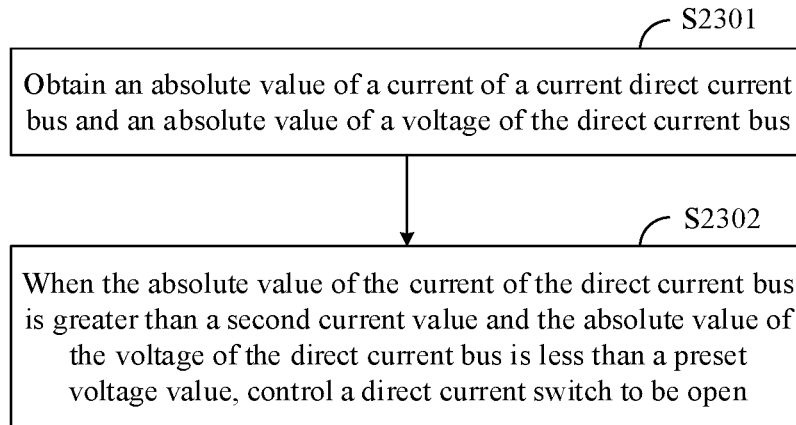 S2301
Obtain an absolute value of a current of a current direct current
bus and an absolute value of a voltage of the direct current bus
S2302
When the absolute value of the current of the direct current bus
is greater than a second current value and the absolute value of
the voltage of the direct current bus is less than a preset
voltage value, control a direct current switch to be open